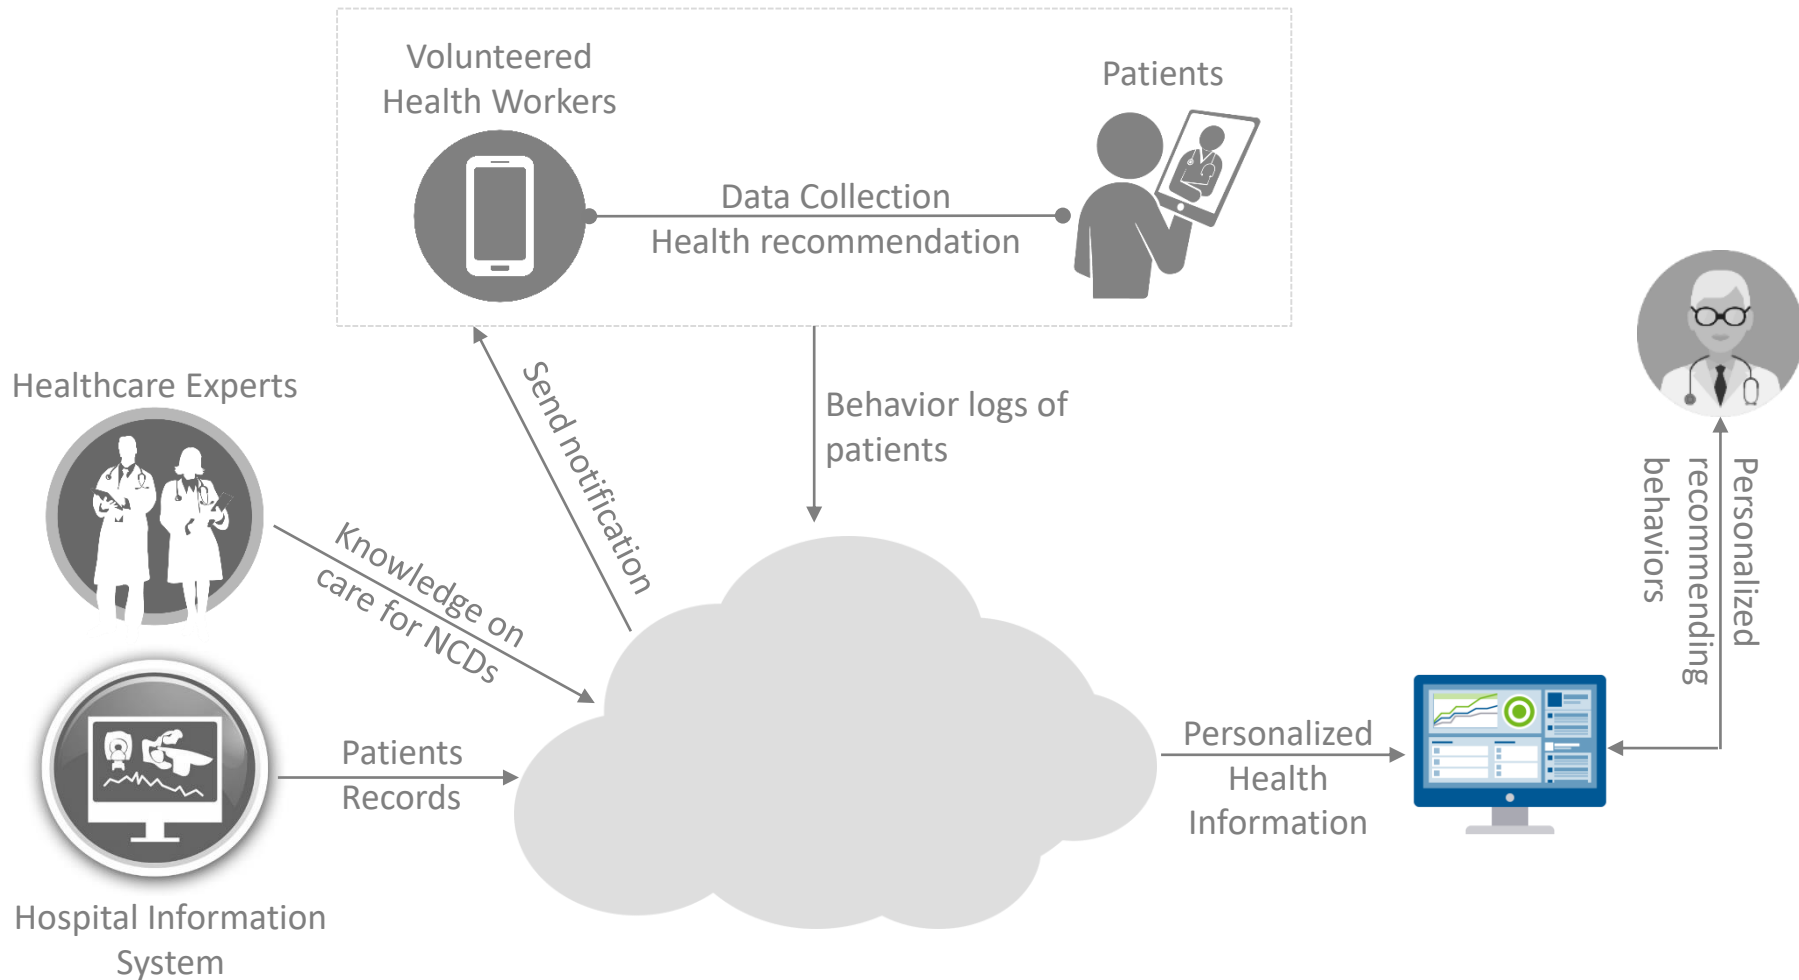 Volunteered
Health Workers
Patients
Data Collection
Health recommendation
Healthcare Experts
Send notification
Behavior logs of
patients
Knowledge on
care for NCDs
Personalized
recommending
behaviors
Patients
Records
Personalized
Health
Information
Hospital Information
System